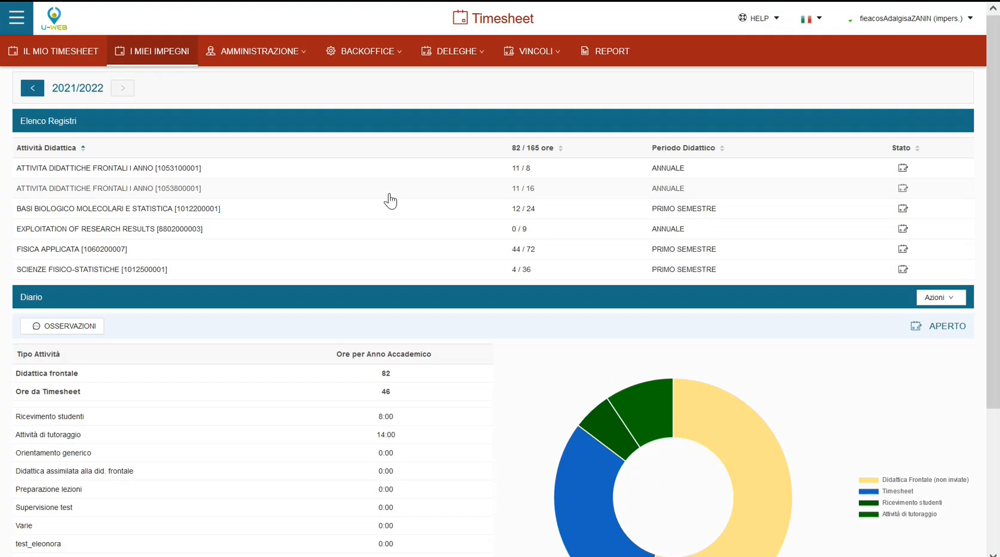 U-WEB
Timesheet
HELP
fieacosAdalgisaZANIN (impers.)
IL MIO TIMESHEET I MIEI IMPEGNI AMMINISTRAZIONE BACKOFFICE DELEGHE VINCOLI REPORT
2021/2022
Elenco Registri
Attività Didattica 82 / 165 ore Periodo Didattico Stato
ATTIVITA DIDATTICHE FRONTALI I ANNO [1053100001] 11 / 8 ANNUALE
ATTIVITA DIDATTICHE FRONTALI I ANNO [1053800001] 11 / 16 ANNUALE
BASI BIOLOGICO MOLECOLARI E STATISTICA [1012200001] 12 / 24 PRIMO SEMESTRE
EXPLOITATION OF RESEARCH RESULTS [8802000003] 0 / 9 ANNUALE
FISICA APPLICATA [1060200007] 44 / 72 PRIMO SEMESTRE
SCIENZE FISICO-STATISTICHE [1012500001] 4 / 36 PRIMO SEMESTRE
Diario Azioni
OSSERVAZIONI APERTO
Tipo Attività Ore per Anno Accademico
Didattica frontale 82
Ore da Timesheet 46
Ricevimento studenti 8:00
Attività di tutoraggio 14:00
Orientamento generico 0:00
Didattica assimilata alla did. frontale 0:00
Preparazione lezioni 0:00
Supervisione test 0:00
Varie 0:00
test_eleonora 0:00
Didattica Frontale (non inviate)
Timesheet
Ricevimento studenti
Attività di tutoraggio